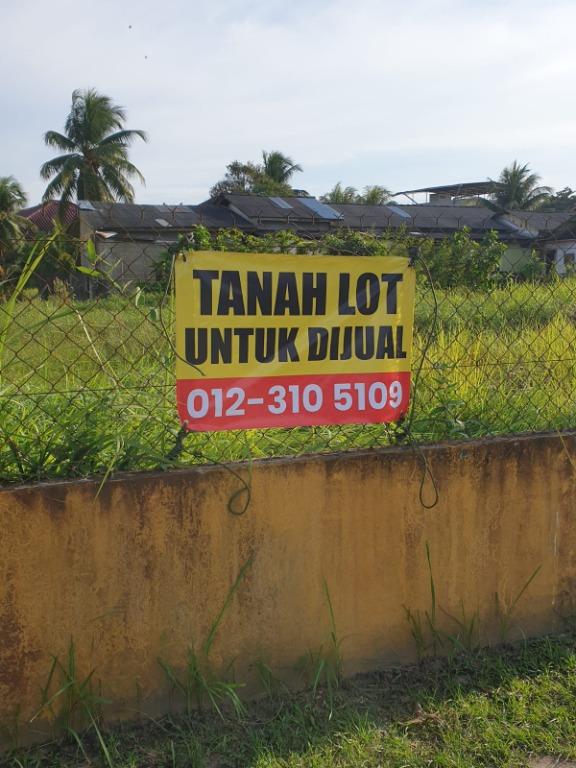 TANAH LOT
UNTUK DIJUAL
012-310 5109